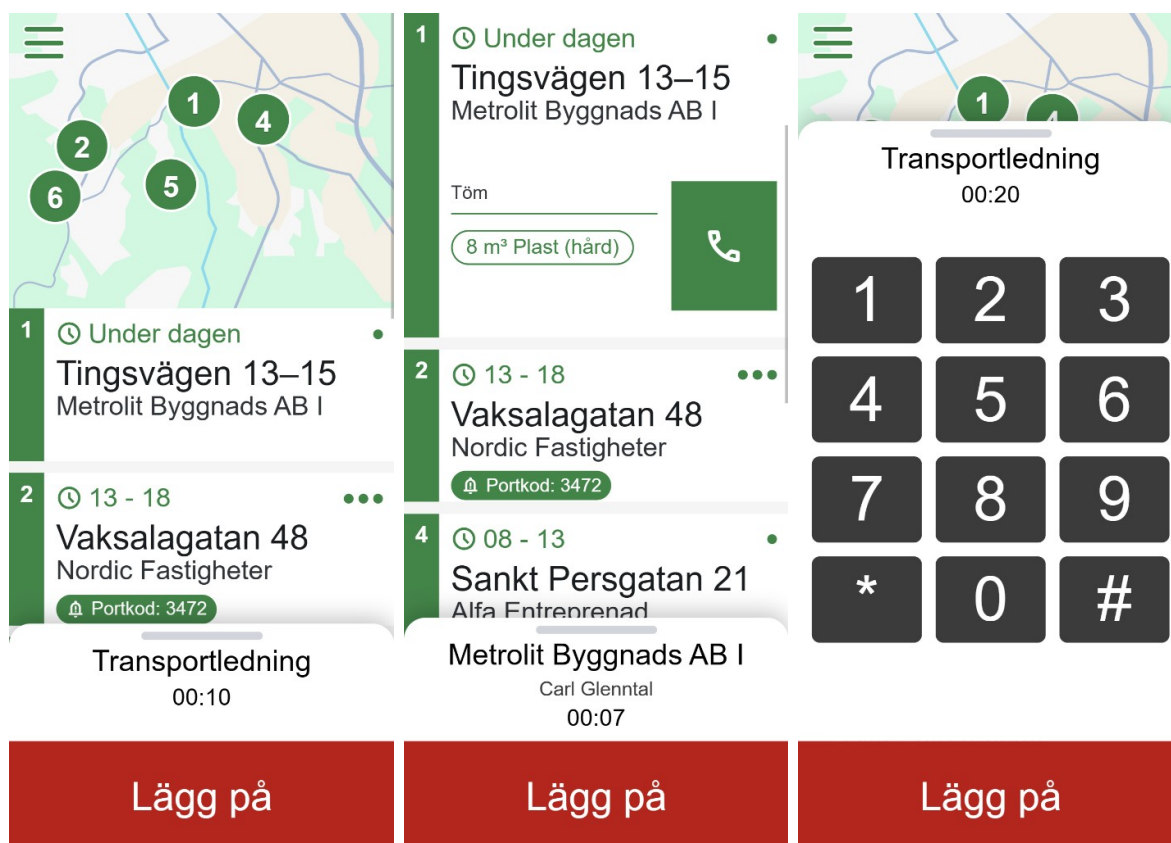 1
4
2
5
6
1
Under dagen
Tingsvägen 13–15
Metrolit Byggnads AB I
2
13 - 18
Vaksalagatan 48
Nordic Fastigheter
Portkod: 3472
Transportledning
00:10
Lägg på
1
Under dagen
Tingsvägen 13–15
Metrolit Byggnads AB I
Töm
8 m³ Plast (hård)
2
13 - 18
Vaksalagatan 48
Nordic Fastigheter
Portkod: 3472
4
08 - 13
Sankt Persgatan 21
Alfa Entreprenad
Metrolit Byggnads AB I
Carl Glenntal
00:07
Lägg på
1
4
Transportledning
00:20
1 2 3
4 5 6
7 8 9
* 0 #
Lägg på